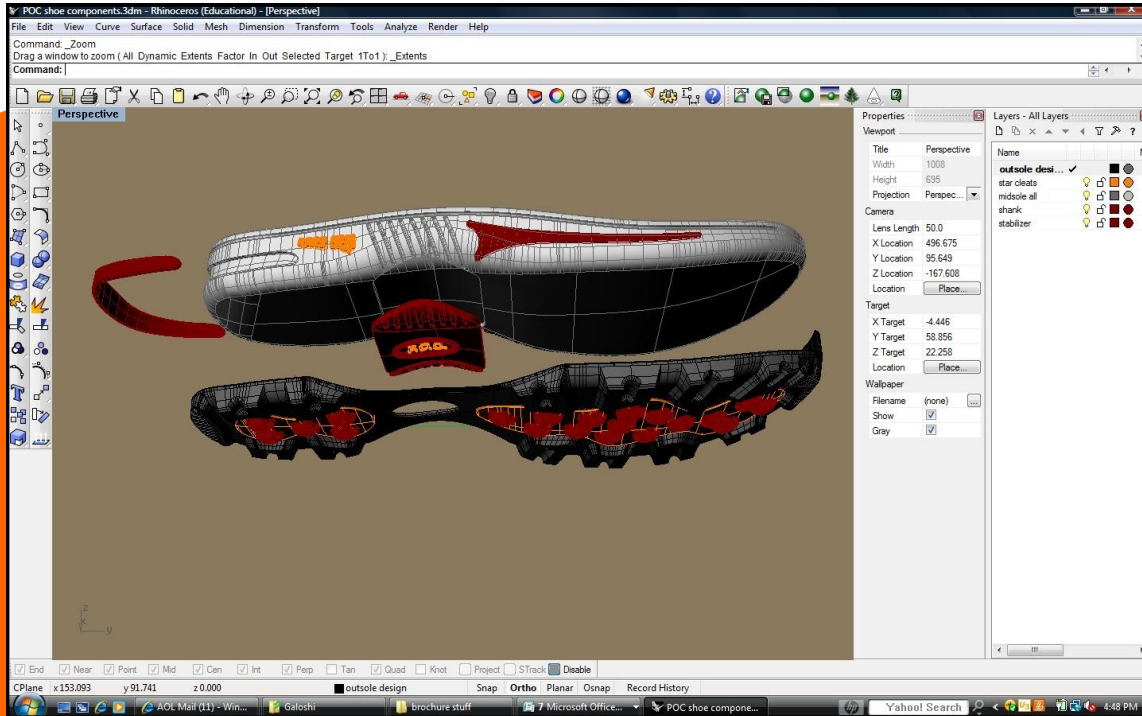 POC shoe components.3dm - Rhinoceros (Educational) - [Perspective]
File Edit View Curve Surface Solid Mesh Dimension Transform Tools Analyze Render Help
Command: _Zoom
Drag a window to zoom ( All Dynamic Extents Factor In Out Selected Target 1To1 ): _Extents
Command:
Perspective
P.O.C.
z
x
y
Properties
Viewport
Title Perspective
Width 1008
Height 695
Projection Perspec...
Camera
Lens Length 50.0
X Location 496.675
Y Location 95.649
Z Location -167.608
Location Place...
Target
X Target -4.446
Y Target 58.856
Z Target 22.258
Location Place...
Wallpaper
Filename (none) ...
Show
Gray
Layers - All Layers
Name
outsole desi...
star cleats
midsole all
shank
stabilizer
End Near Point Mid Cen Int Perp Tan Quad Knot Project STrack Disable
CPlane x 153.093 y 91.741 z 0.000 outsole design Snap Ortho Planar Osnap Record History
AOL Mail (11) - Win... Galoshi brochure stuff 7 Microsoft Office... POC shoe compone... hp Yahoo! Search 4:48 PM